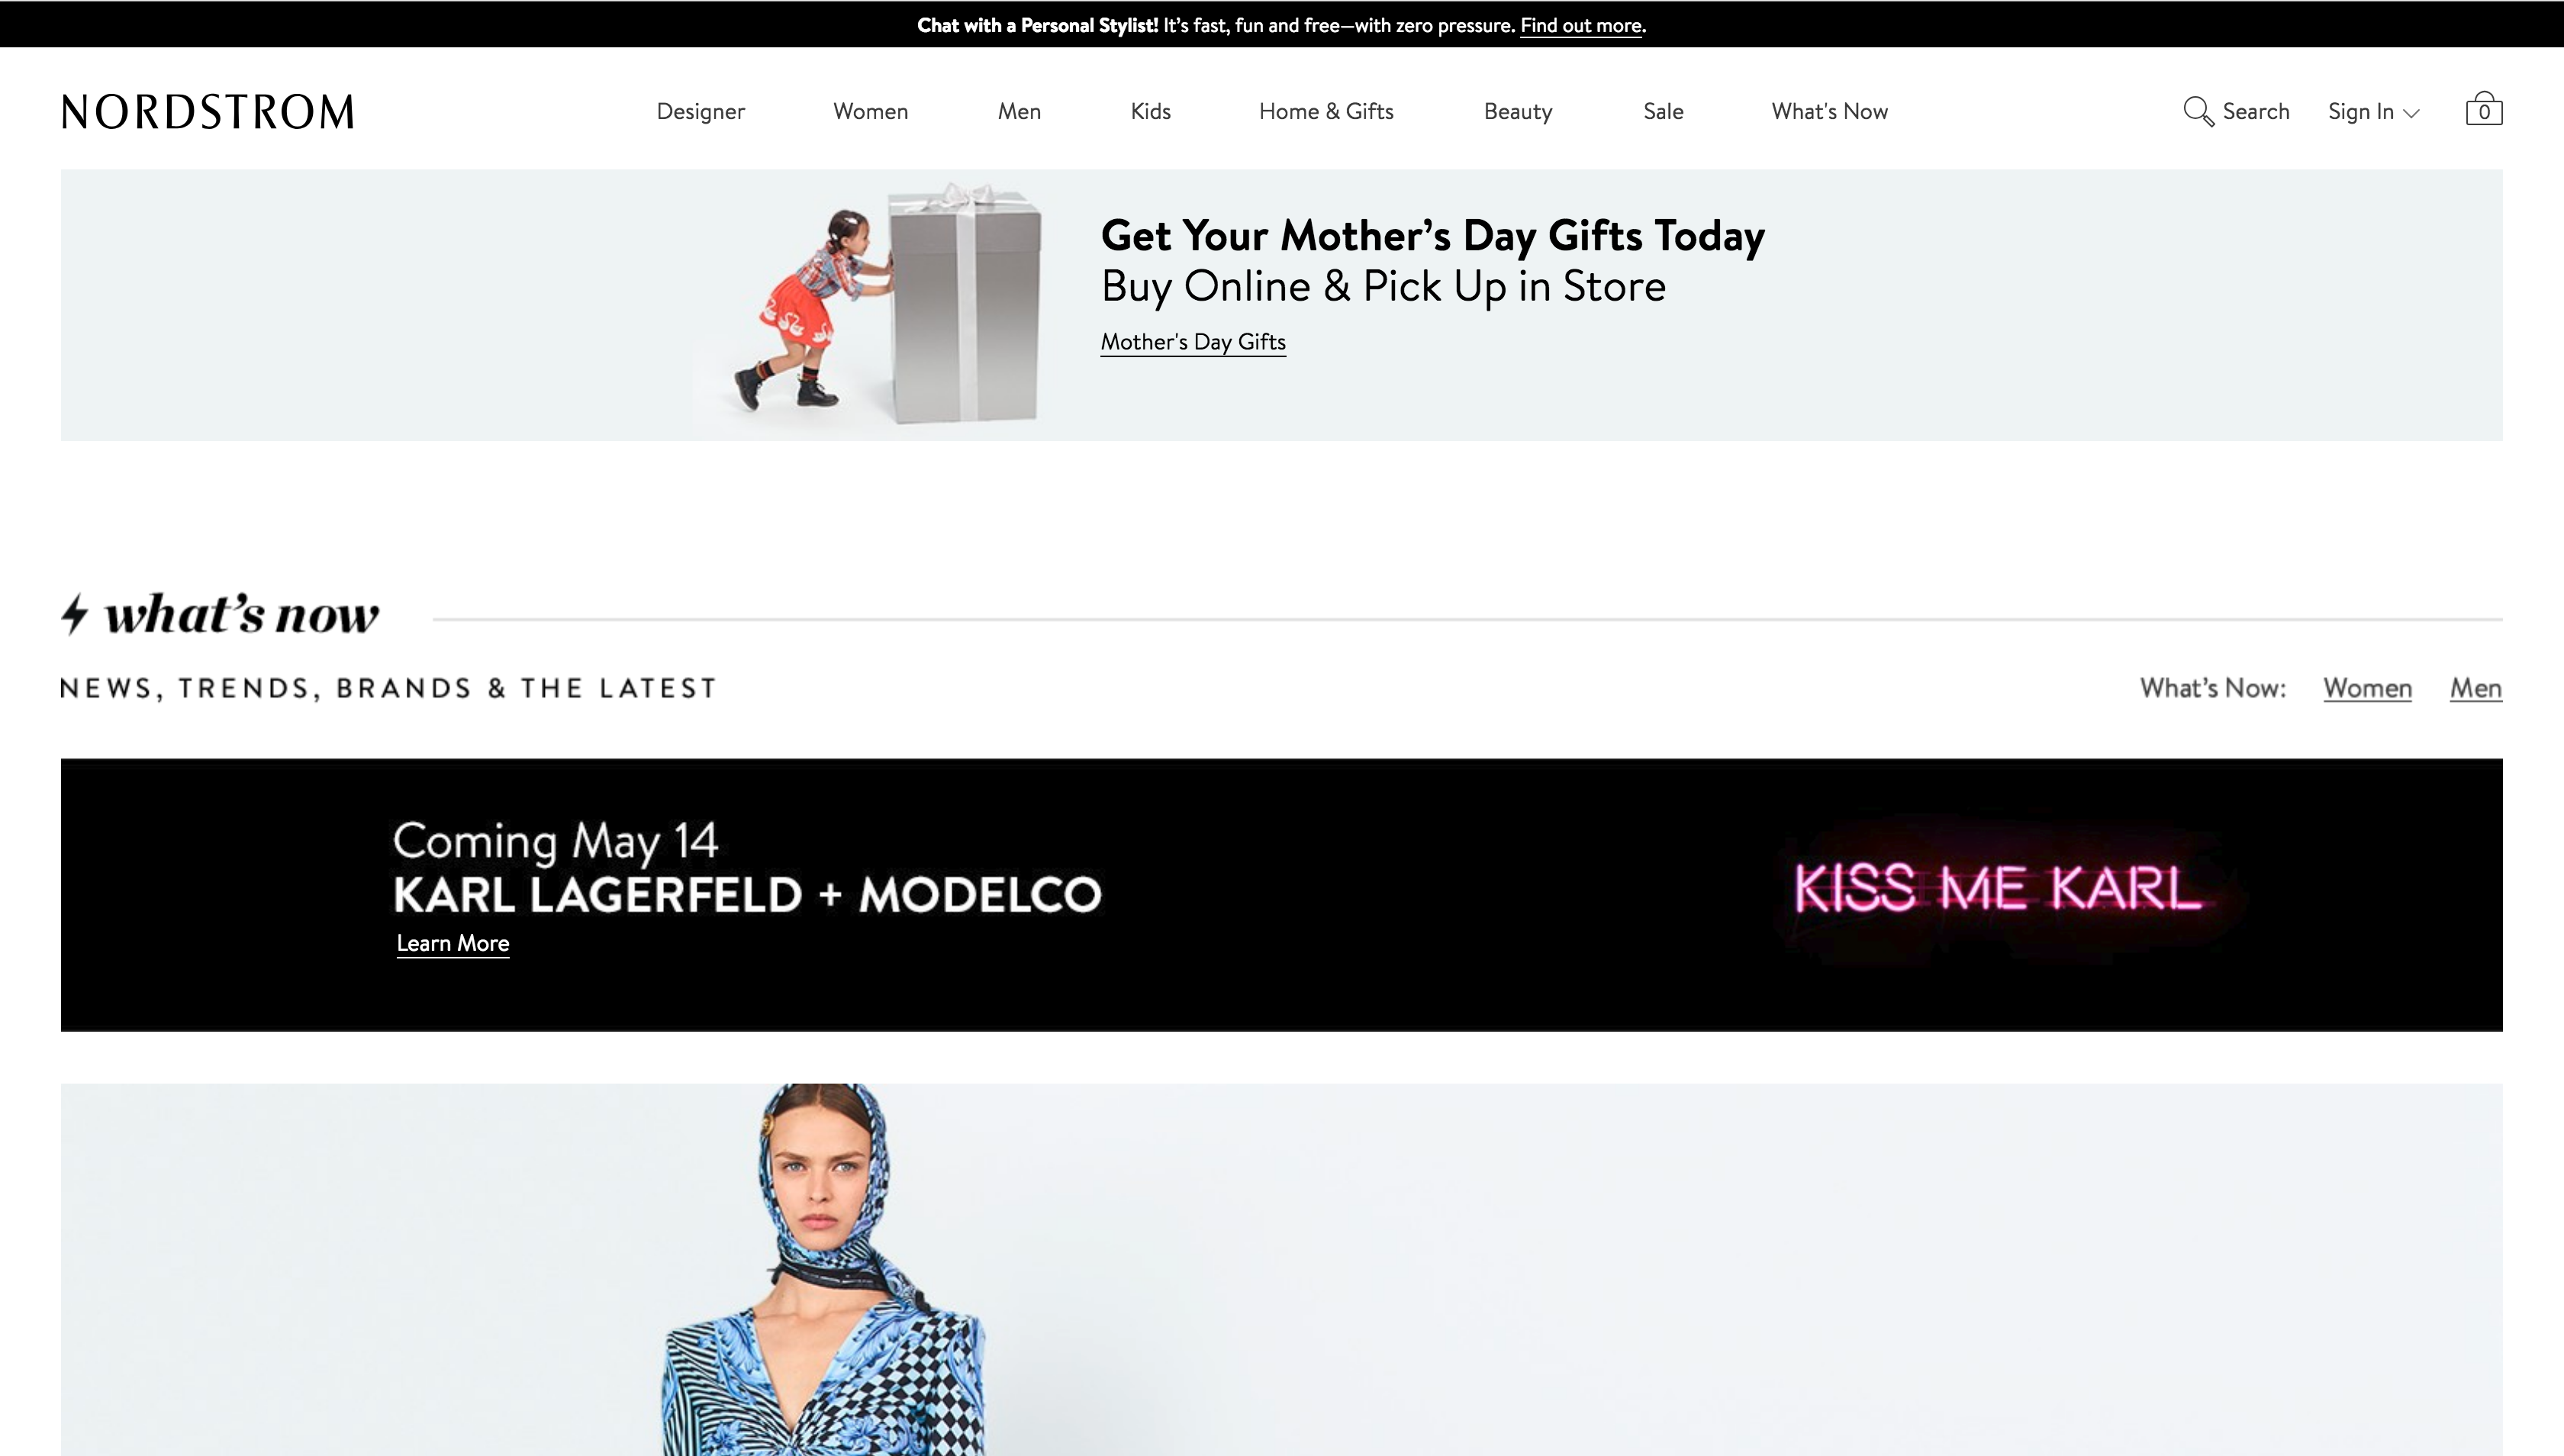 Chat with a Personal Stylist! It’s fast, fun and free—with zero pressure. Find out more.
NORDSTROM
Designer Women Men Kids Home & Gifts Beauty Sale What's Now
Search Sign In 0
Get Your Mother’s Day Gifts Today
Buy Online & Pick Up in Store
Mother's Day Gifts
what’s now
NEWS, TRENDS, BRANDS & THE LATEST
What’s Now: Women Men
Coming May 14
KARL LAGERFELD + MODELCO
Learn More
KISS ME KARL